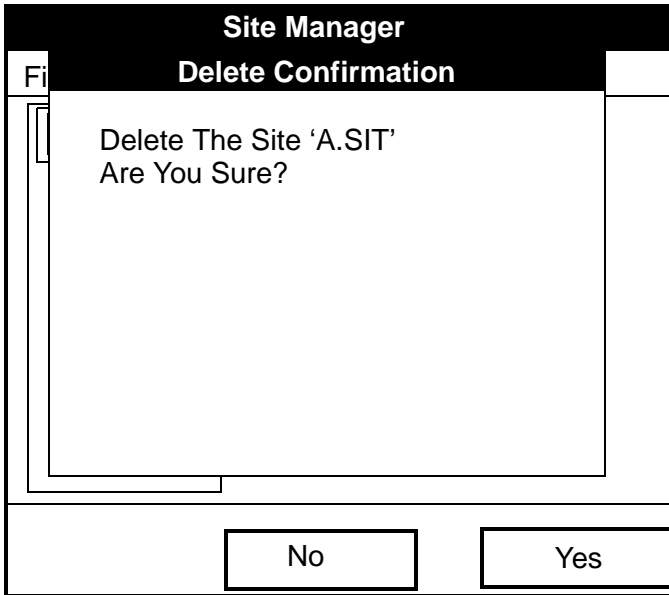 Site Manager
Delete Confirmation
Fi
Delete The Site ‘A.SIT’
Are You Sure?
No
Yes